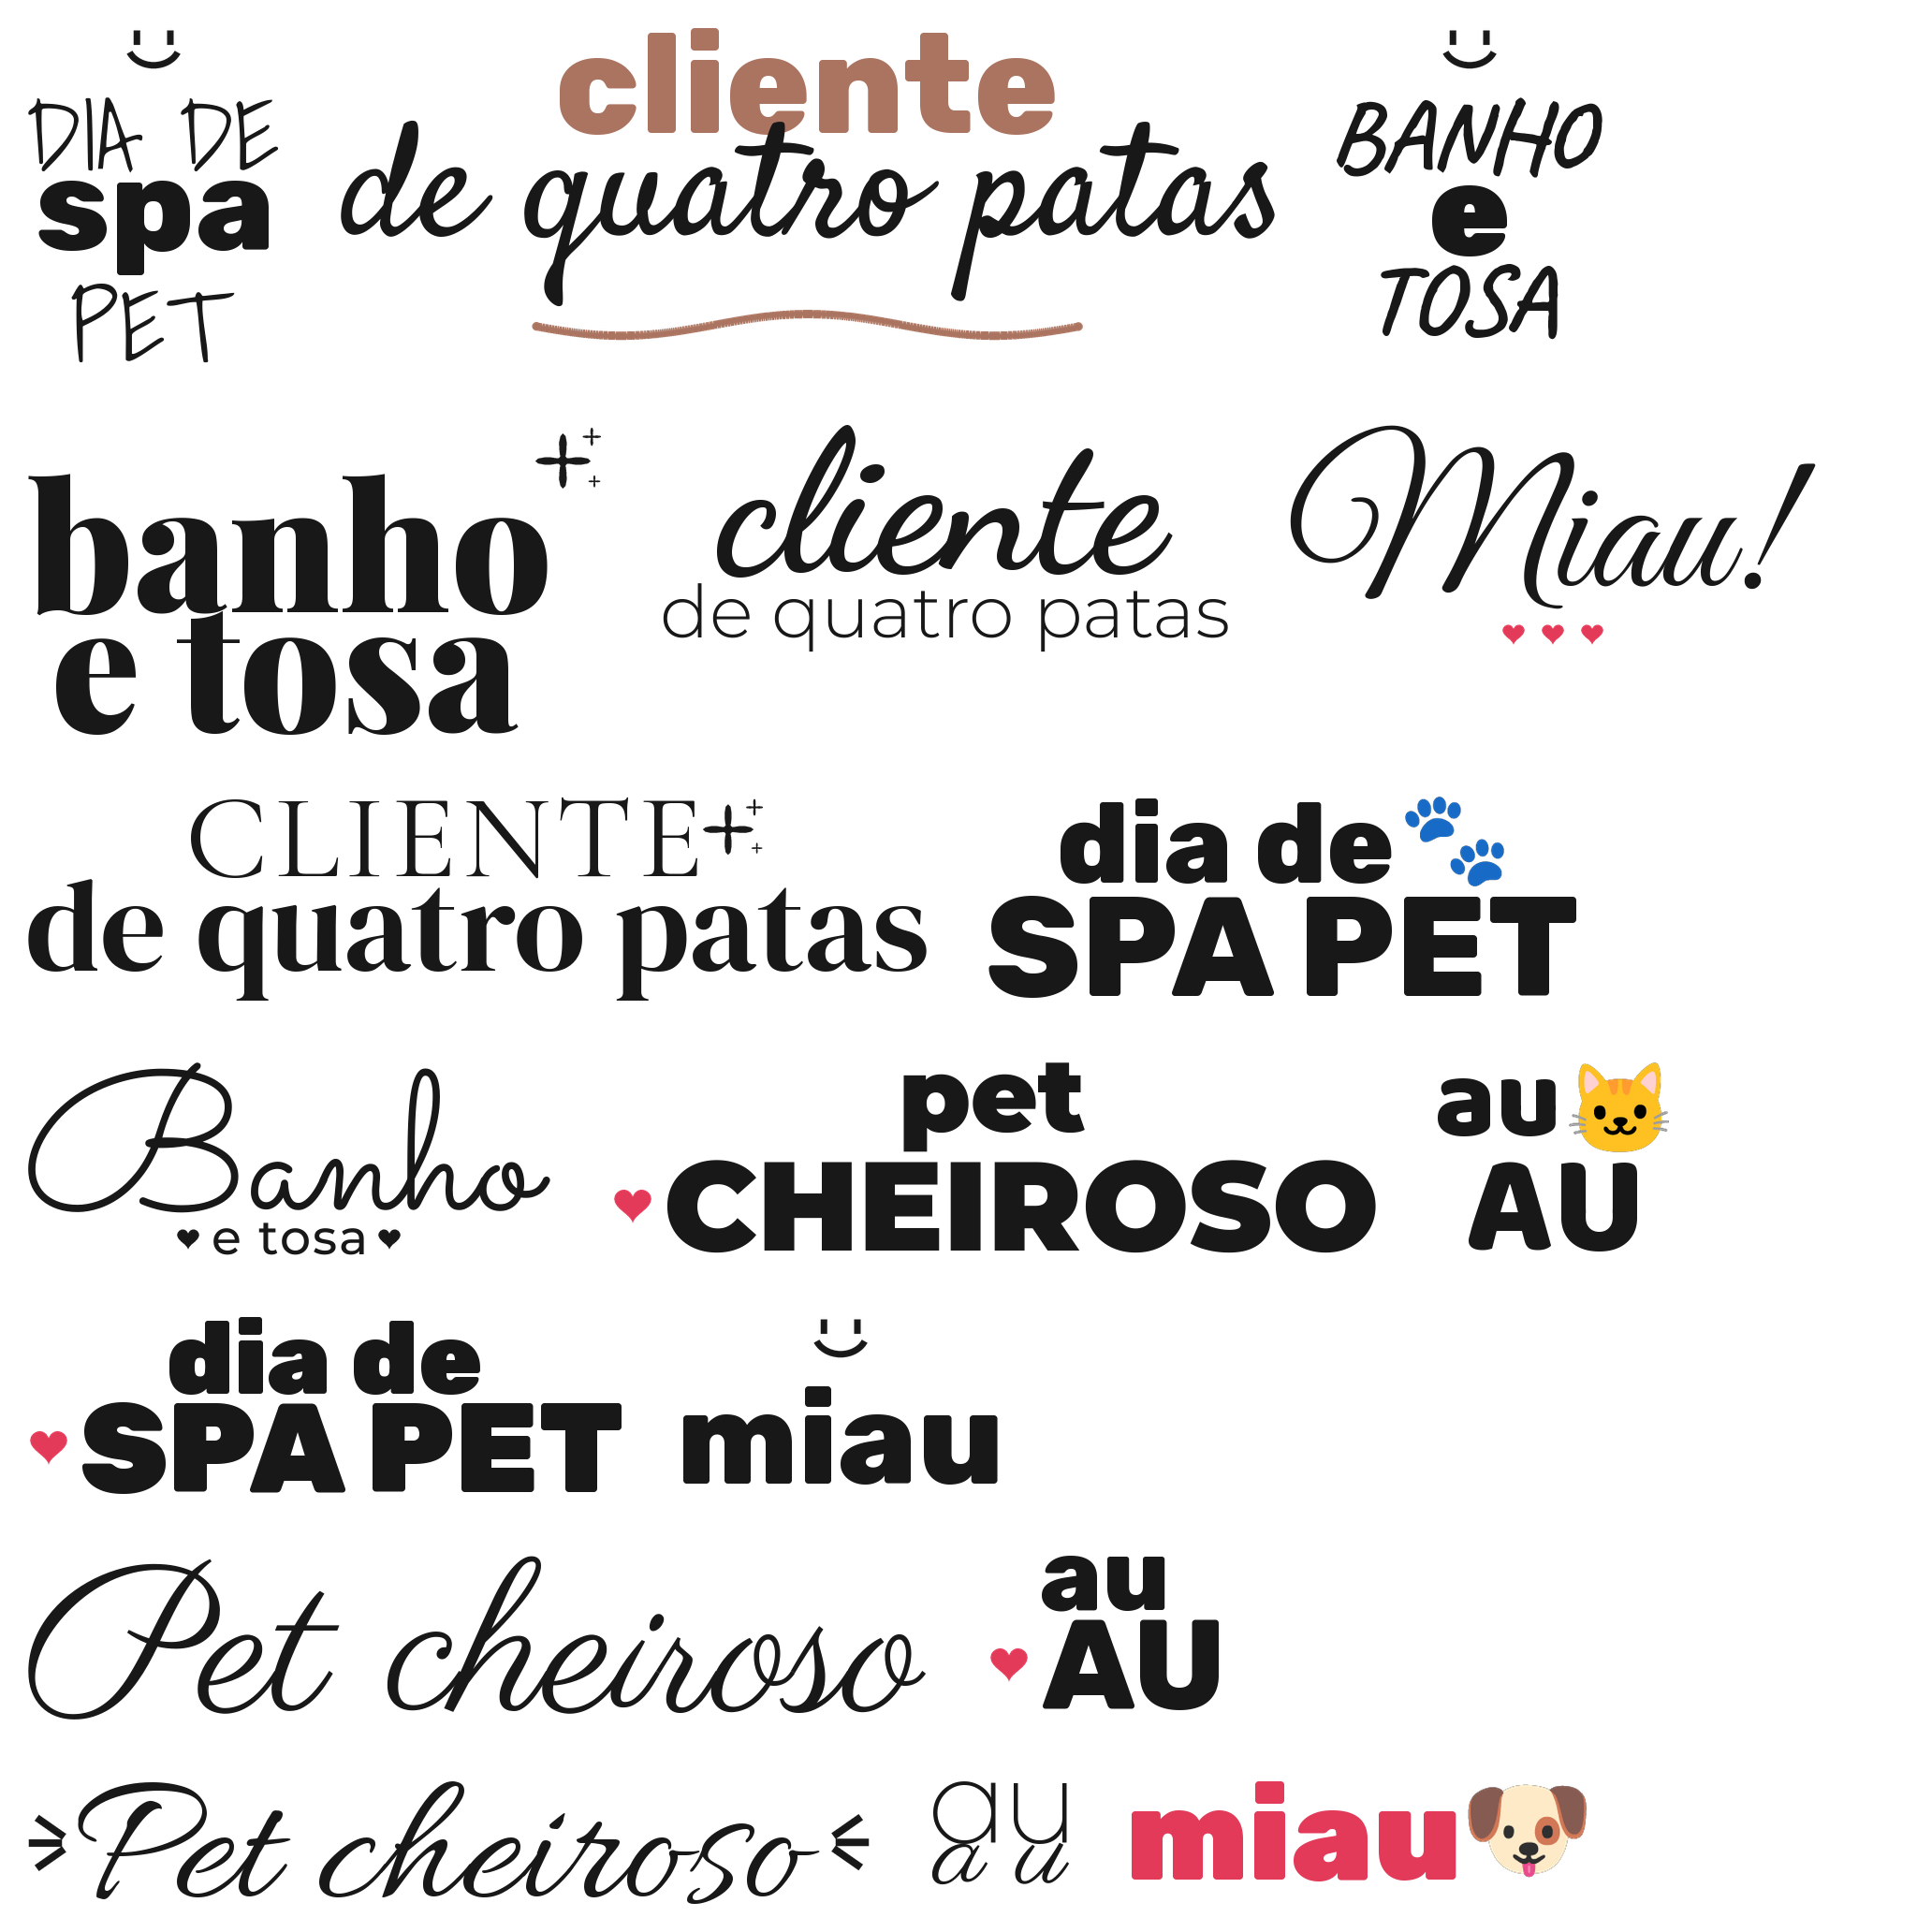 DIA DE
spa
PET
cliente
de quatro patas
BANHO
e
TOSA
banho
e tosa
cliente
de quatro patas
Miau!
CLIENTE
de quatro patas
dia de
SPA PET
Banho
e tosa
pet
CHEIROSO
au
AU
dia de
SPA PET
miau
Pet cheiroso
au
AU
Pet cheiroso
au
au
miau